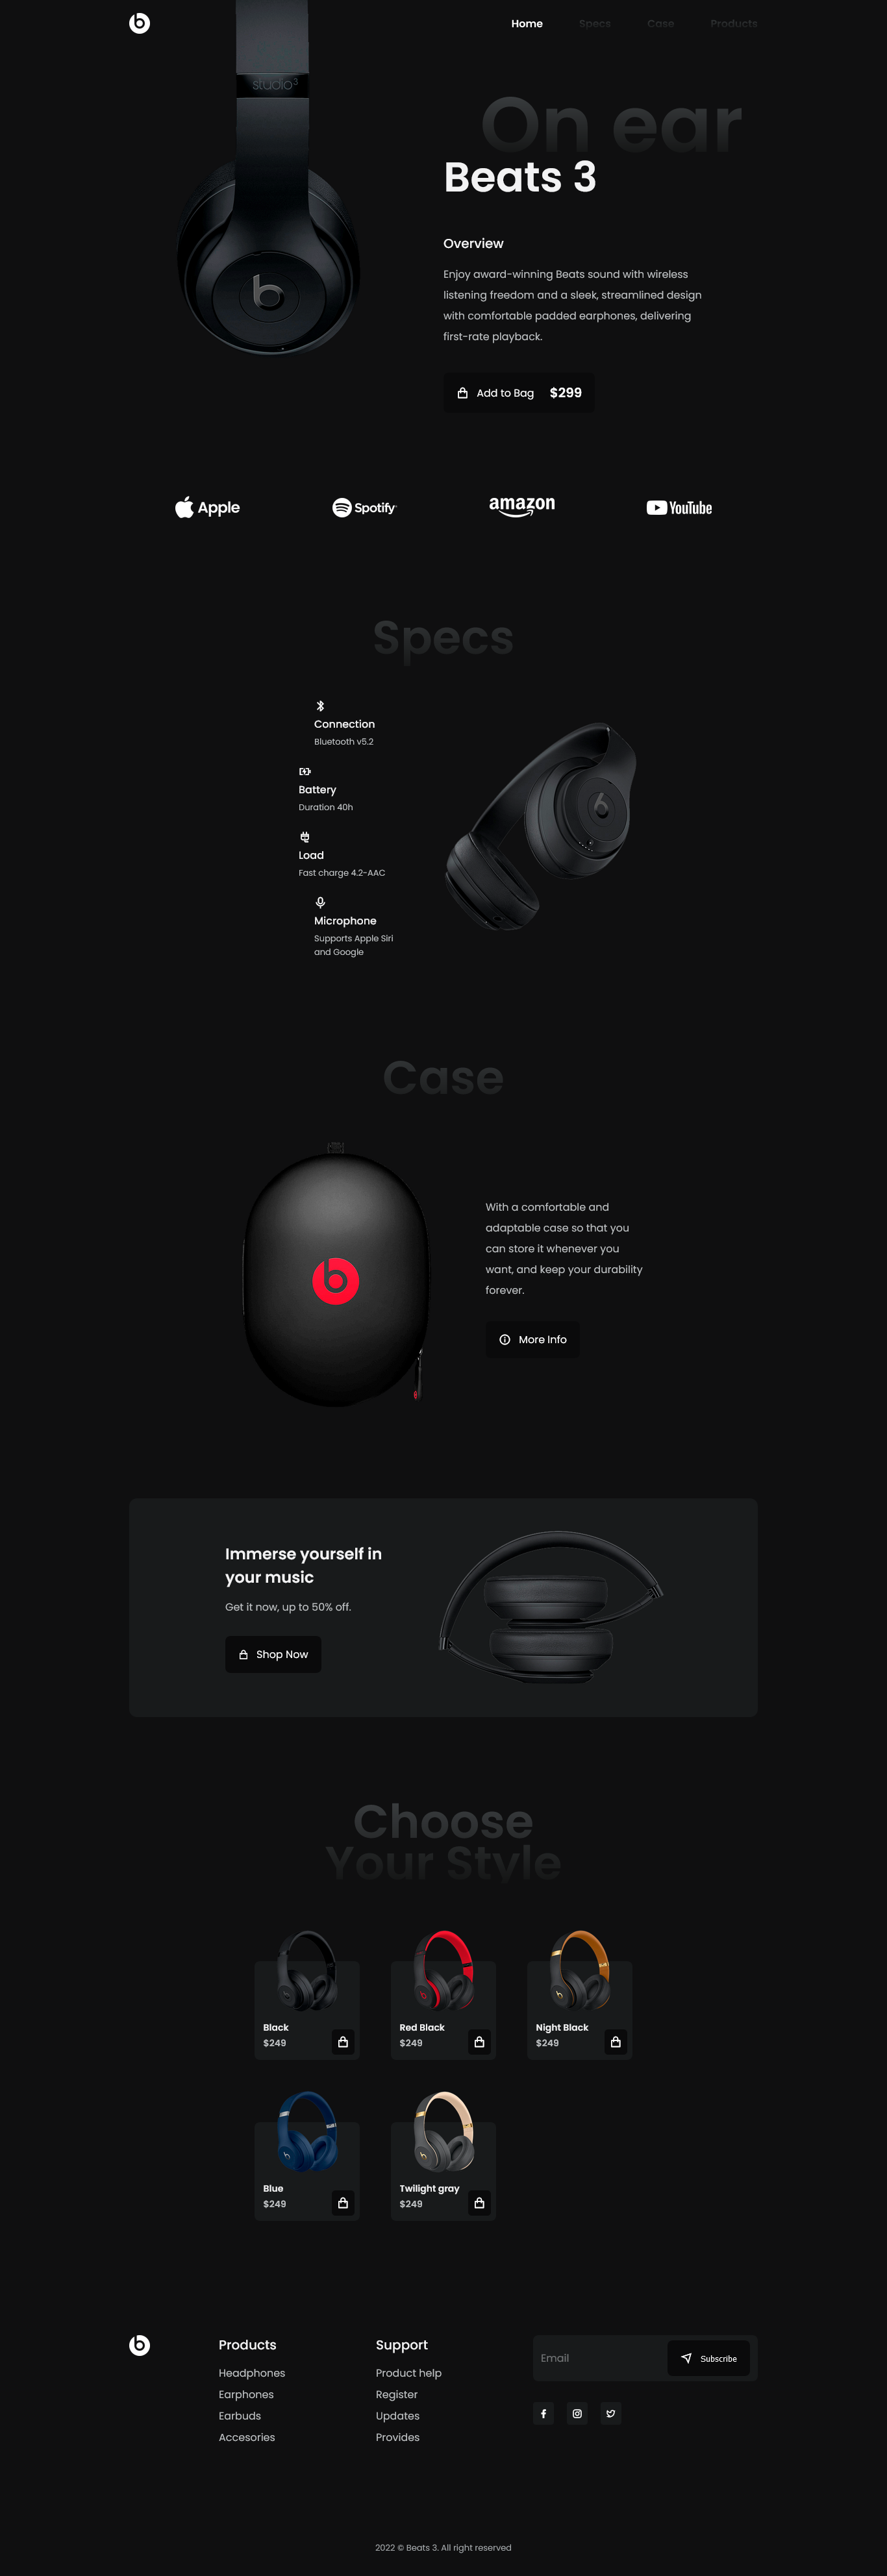 Home
Specs
Case
Products
studio3
On ear
Beats 3
Overview
Enjoy award-winning Beats sound with wireless
listening freedom and a sleek, streamlined design
with comfortable padded earphones, delivering
first-rate playback.
Add to Bag $299
Apple
Spotify
amazon
YouTube
Specs
Connection
Bluetooth v5.2
Battery
Duration 40h
Load
Fast charge 4.2-AAC
Microphone
Supports Apple Siri
and Google
Case
With a comfortable and
adaptable case so that you
can store it whenever you
want, and keep your durability
forever.
More Info
Immerse yourself in
your music
Get it now, up to 50% off.
Shop Now
Choose
Your Style
Black
$249
Red Black
$249
Night Black
$249
Blue
$249
Twilight gray
$249
Products
Headphones
Earphones
Earbuds
Accesories
Support
Product help
Register
Updates
Provides
Email
Subscribe
2022 © Beats 3. All right reserved